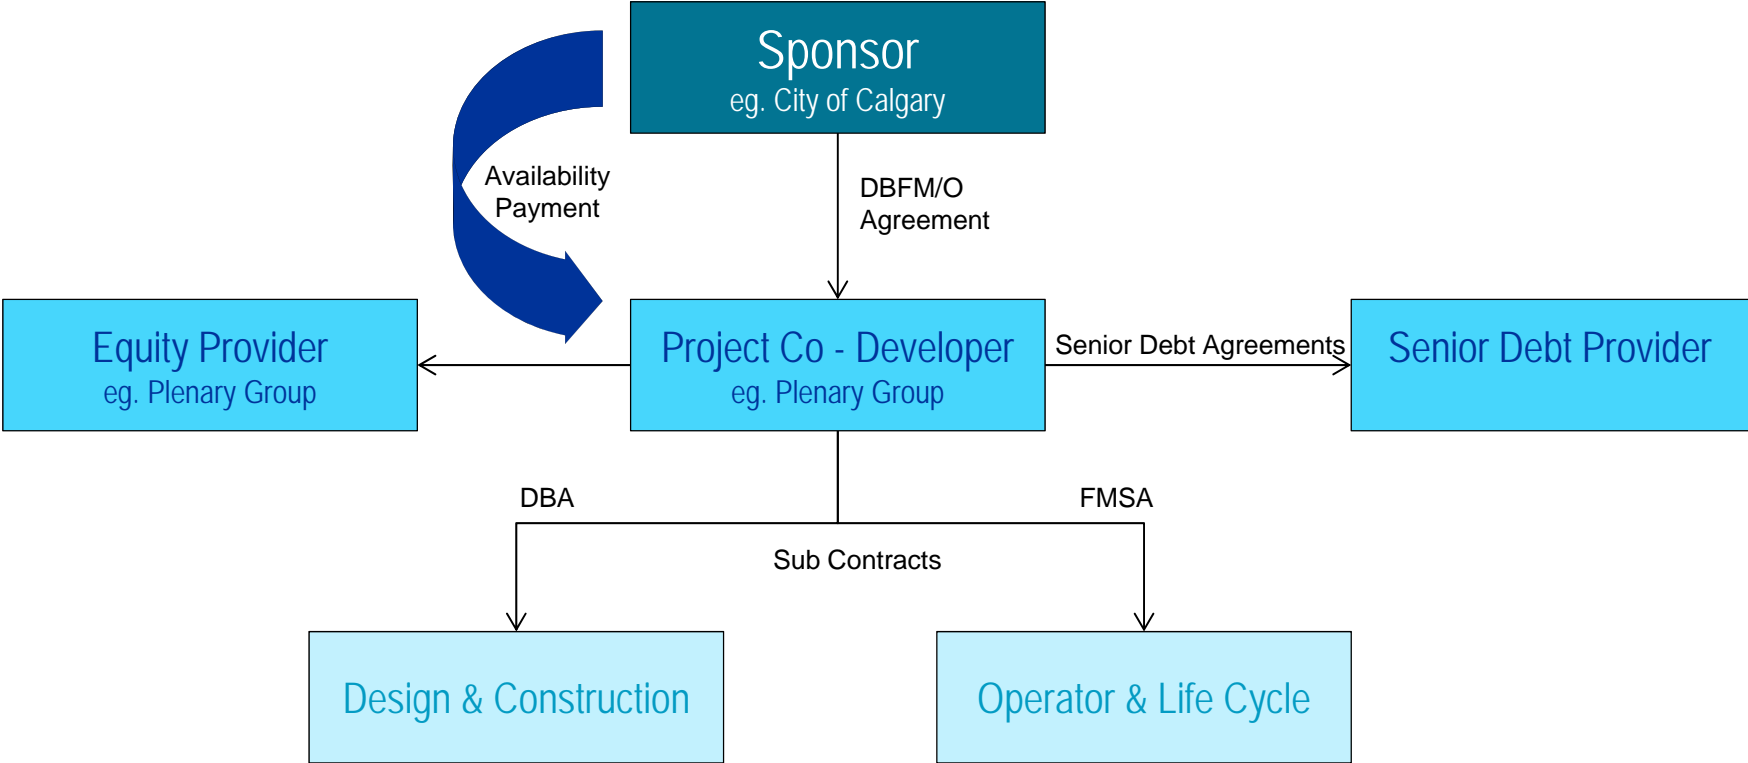 Sponsor
eg. City of Calgary
Availability
Payment
DBFM/O
Agreement
Equity Provider
eg. Plenary Group
Project Co - Developer
eg. Plenary Group
Senior Debt Agreements
Senior Debt Provider
DBA
FMSA
Sub Contracts
Design & Construction
Operator & Life Cycle